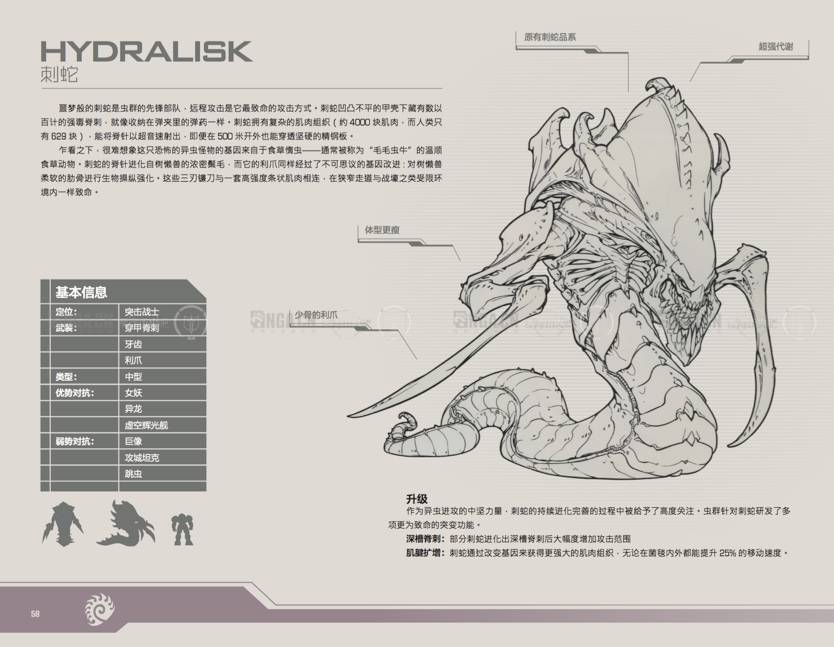 HYDRALISK
刺蛇
噩梦般的刺蛇是虫群的先锋部队，远程攻击是它最致命的攻击方式。刺蛇凹凸不平的甲壳下藏有数以
百计的强毒脊刺，就像收纳在弹夹里的弹药一样。刺蛇拥有复杂的肌肉组织（约 4000 块肌肉，而人类只
有 629 块），能将脊针以超音速射出，即便在 500 米开外也能穿透坚硬的精钢板。
乍看之下，很难想象这只恐怖的异虫怪物的基因来自于食草惰虫——通常被称为“毛毛虫牛”的温顺
食草动物。刺蛇的脊针进化自树懒兽的浓密鬃毛，而它的利爪同样经过了不可思议的基因改进：对树懒兽
柔软的肋骨进行生物操纵强化。这些三刃镰刀与一套高强度条状肌肉相连，在狭窄走道与战壕之类受限环
境内一样致命。
原有刺蛇品系
超强代谢
体型更瘦
少骨的利爪
基本信息
定位： 突击战士
武装： 穿甲脊刺
牙齿
利爪
类型： 中型
优势对抗： 女妖
异龙
虚空辉光舰
弱势对抗： 巨像
攻城坦克
跳虫
升级
作为异虫进攻的中坚力量，刺蛇的持续进化完善的过程中被给予了高度关注。虫群针对刺蛇研发了多
项更为致命的突变功能。
深槽脊刺：部分刺蛇进化出深槽脊刺后大幅度增加攻击范围
肌腱扩增：刺蛇通过改变基因来获得更强大的肌肉组织，无论在菌毯内外都能提升 25% 的移动速度。
58